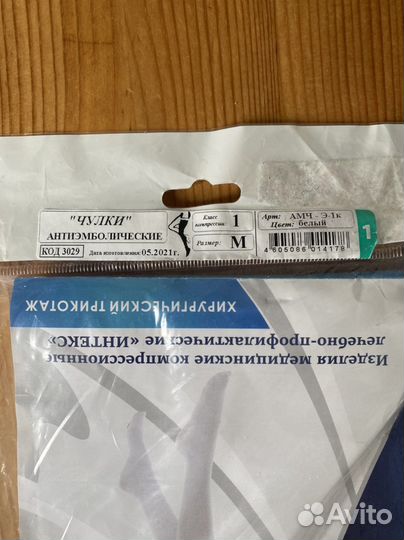 "ЧУЛКИ"
АНТИЭМБОЛИЧЕСКИЕ
КОД 3029 Дата изготовления 05.2021г.
Класс компрессии: 1
Размер: M
Арт: АМЧ - Э-1к
Цвет: белый
4 605086 014178
1
ХИРУРГИЧЕСКИЙ ТРИКОТАЖ
Изделия медицинские компрессионные
лечебно-профилактические «ИНТЕКС»
Avito